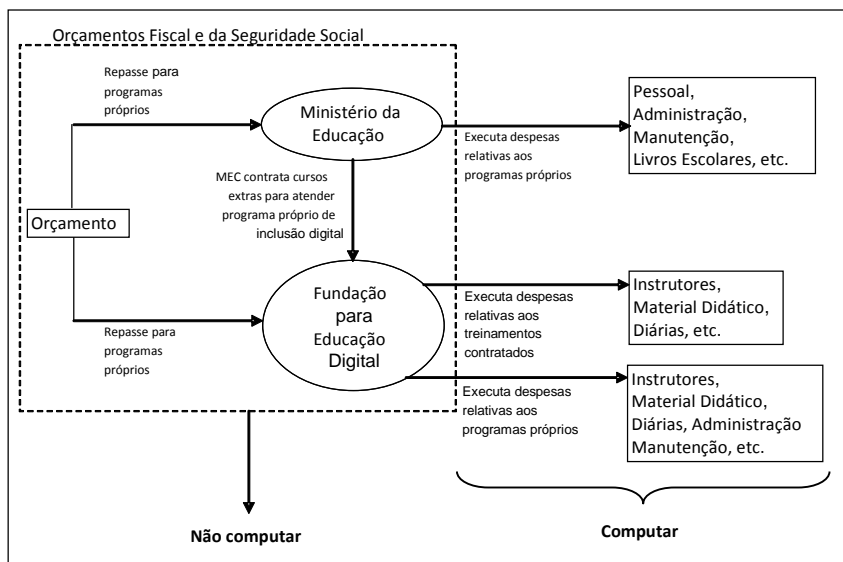 Orçamentos Fiscal e da Seguridade Social
Repasse para
programas
próprios
Ministério da
Educação
Executa despesas
relativas aos
programas próprios
Pessoal,
Administração,
Manutenção,
Livros Escolares, etc.
MEC contrata cursos
extras para atender
programa próprio de
inclusão digital
Orçamento
Repasse para
programas
próprios
Fundação
para
Educação
Digital
Executa despesas
relativas aos
treinamentos
contratados
Instrutores,
Material Didático,
Diárias, etc.
Executa despesas
relativas aos
programas próprios
Instrutores,
Material Didático,
Diárias, Administração
Manutenção, etc.
Não computar
Computar